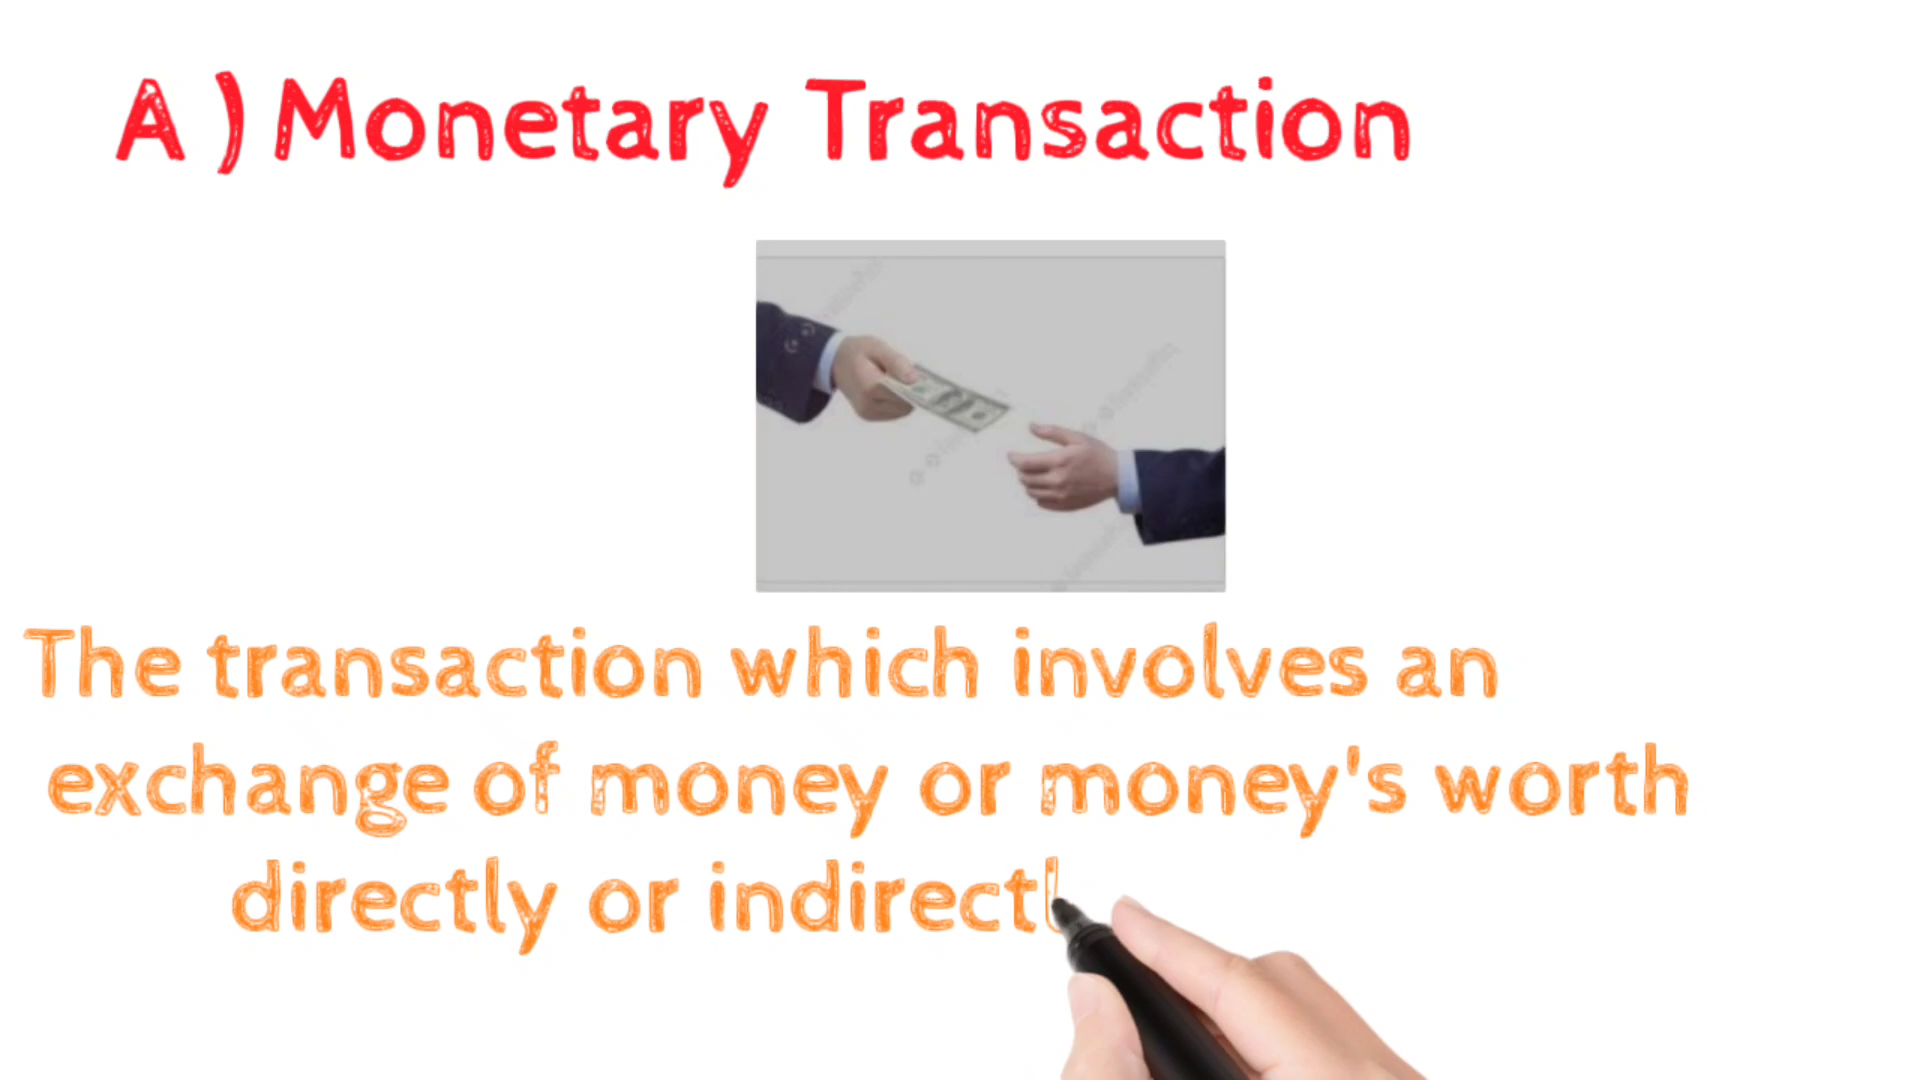 A ) Monetary Transaction
The transaction which involves an
exchange of money or money's worth
directly or indirectl